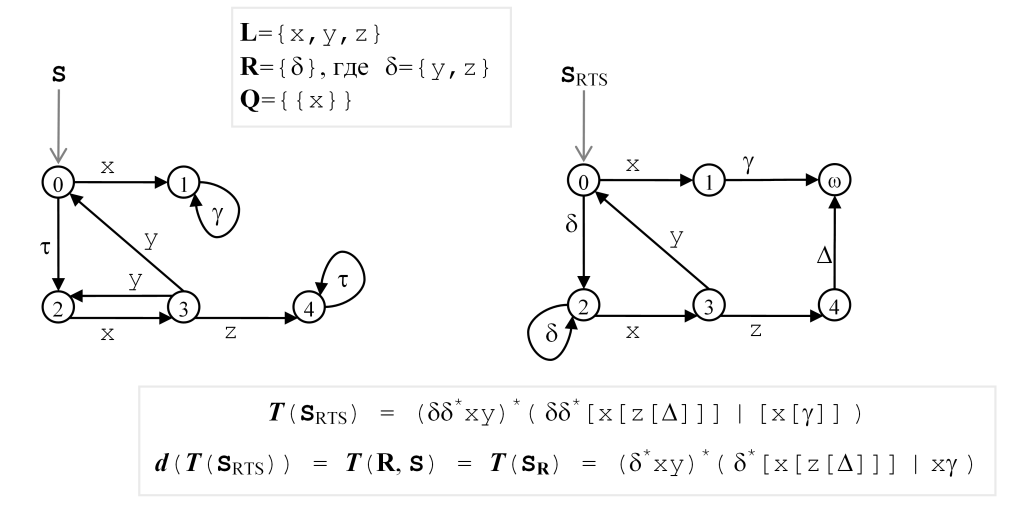 L={x,y,z}
R={δ}, где δ={y,z}
Q={{x}}
S
S_RTS
x
γ
0
1
γ
τ
y
y
2
3
4
x
z
τ
0
x
1
ω
δ
y
Δ
2
3
4
δ
x
z
T(S_RTS) = (δδ*xy)*(δδ*[x[z[Δ]]] | [x[γ]])
d(T(S_RTS)) = T(R, S) = T(S_R) = (δ*xy)*(δ*[x[z[Δ]]] | xγ)